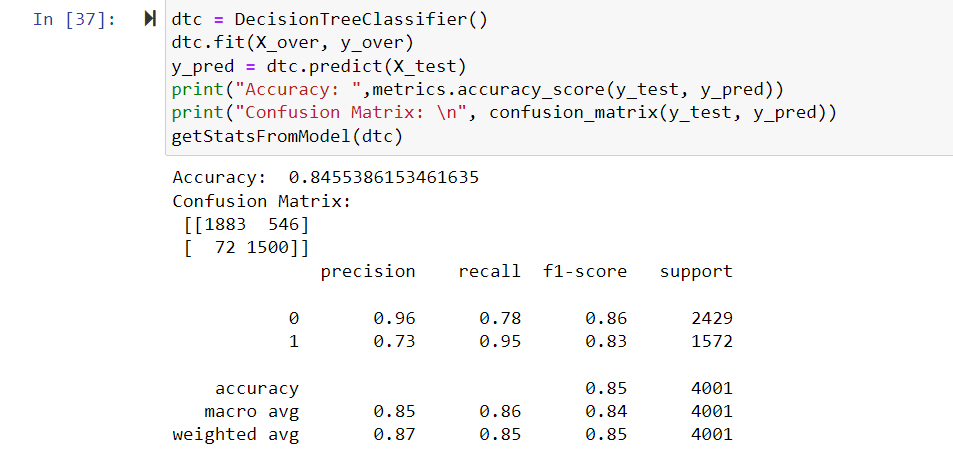 In [37]: dtc = DecisionTreeClassifier()
dtc.fit(X_over, y_over)
y_pred = dtc.predict(X_test)
print("Accuracy: ",metrics.accuracy_score(y_test, y_pred))
print("Confusion Matrix: \n", confusion_matrix(y_test, y_pred))
getStatsFromModel(dtc)
Accuracy:  0.8455386153461635
Confusion Matrix:
 [[1883  546]
 [  72 1500]]
              precision    recall  f1-score   support
           0       0.96      0.78      0.86      2429
           1       0.73      0.95      0.83      1572
    accuracy                           0.85      4001
   macro avg       0.85      0.86      0.84      4001
weighted avg       0.87      0.85      0.85      4001